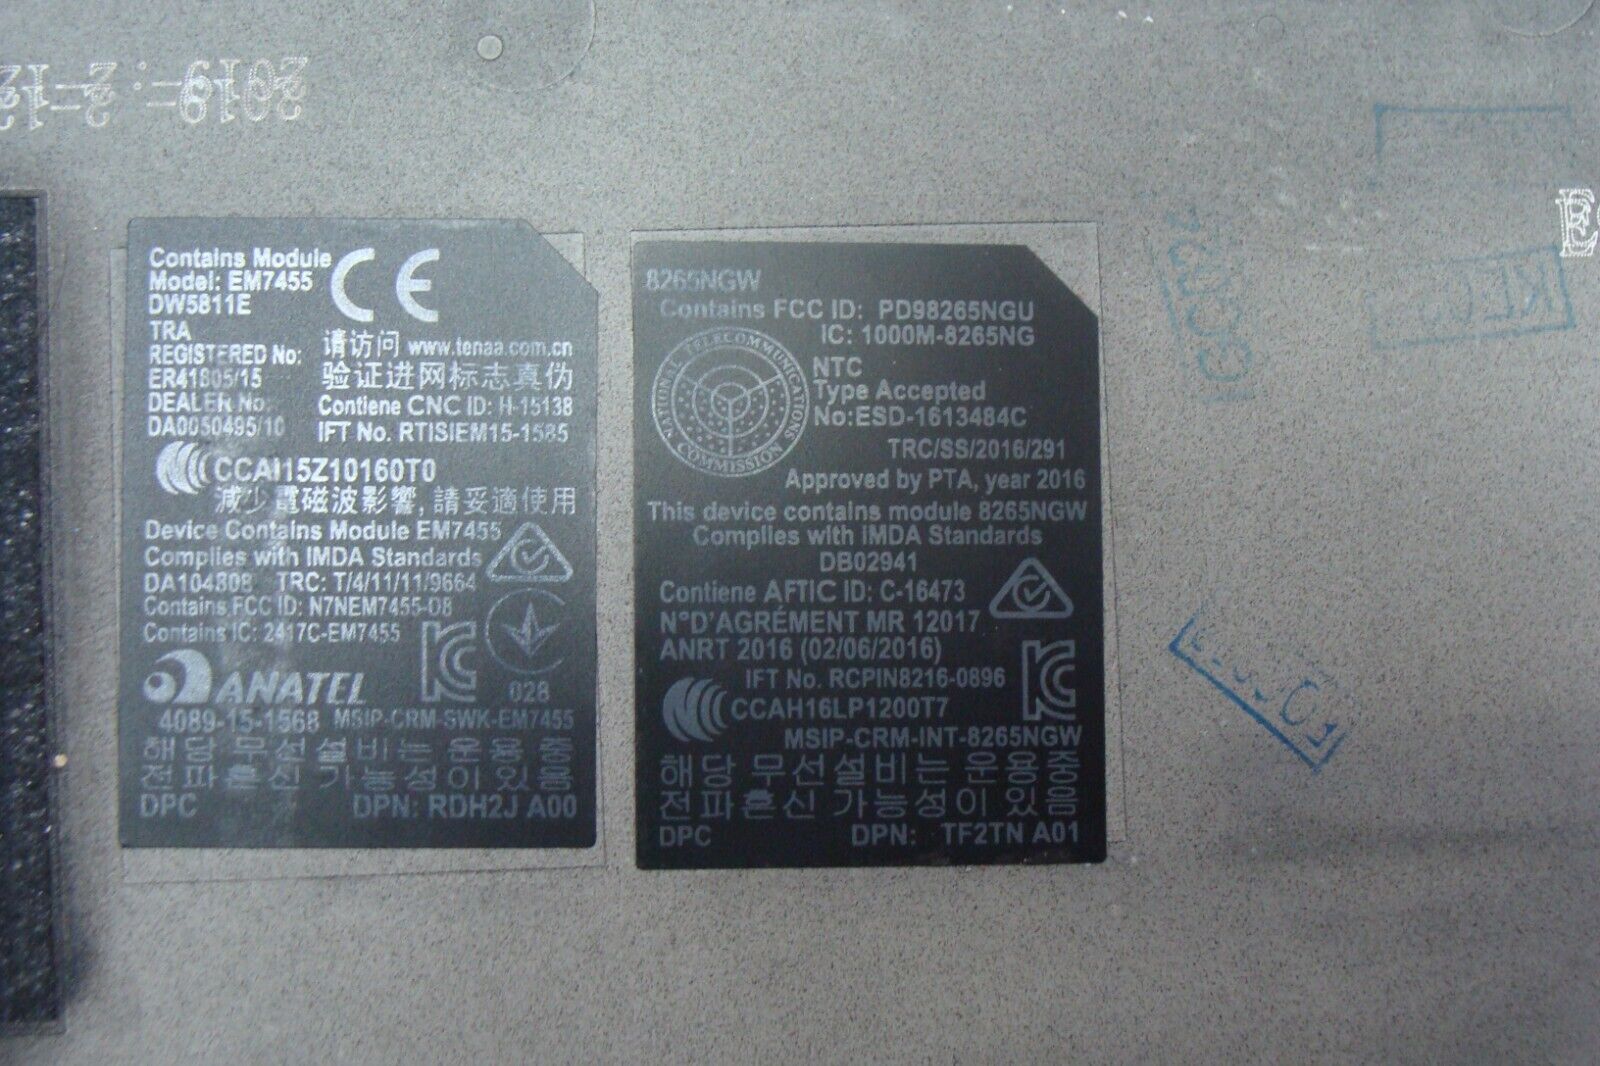 Contains Module
Model: EM7455
DW5811E
TRA
REGISTERED No:
ER41805/15
DEALER No:
DA0050495/10
CE
请访问 www.tenaa.com.cn
验证进网标志真伪
Contiene CNC ID: H-15138
IFT No. RTISIEM15-1585
CCAI15Z10160T0
減少電磁波影響,請妥適使用
Device Contains Module EM7455
Complies with IMDA Standards
DA104808 TRC: T/4/11/11/9664
Contains FCC ID: N7NEM7455-D8
Contains IC: 2417C-EM7455
028
ANATEL
4089-15-1568 MSIP-CRM-SWK-EM7455
해당 무선설비는 운용 중
전파혼신 가능성이 있음
DPC DPN: RDH2J A00
8265NGW
Contains FCC ID: PD98265NGU
IC: 1000M-8265NG
NATIONAL TELECOMMUNICATIONS COMMISSION
NTC
Type Accepted
No:ESD-1613484C
TRC/SS/2016/291
Approved by PTA, year 2016
This device contains module 8265NGW
Complies with IMDA Standards
DB02941
Contiene AFTIC ID: C-16473
N°D'AGRÉMENT MR 12017
ANRT 2016 (02/06/2016)
IFT No. RCPIN8216-0896
CCAH16LP1200T7
MSIP-CRM-INT-8265NGW
해당 무선설비는 운용중
전파혼신 가능성이 있음
DPC DPN: TF2TN A01